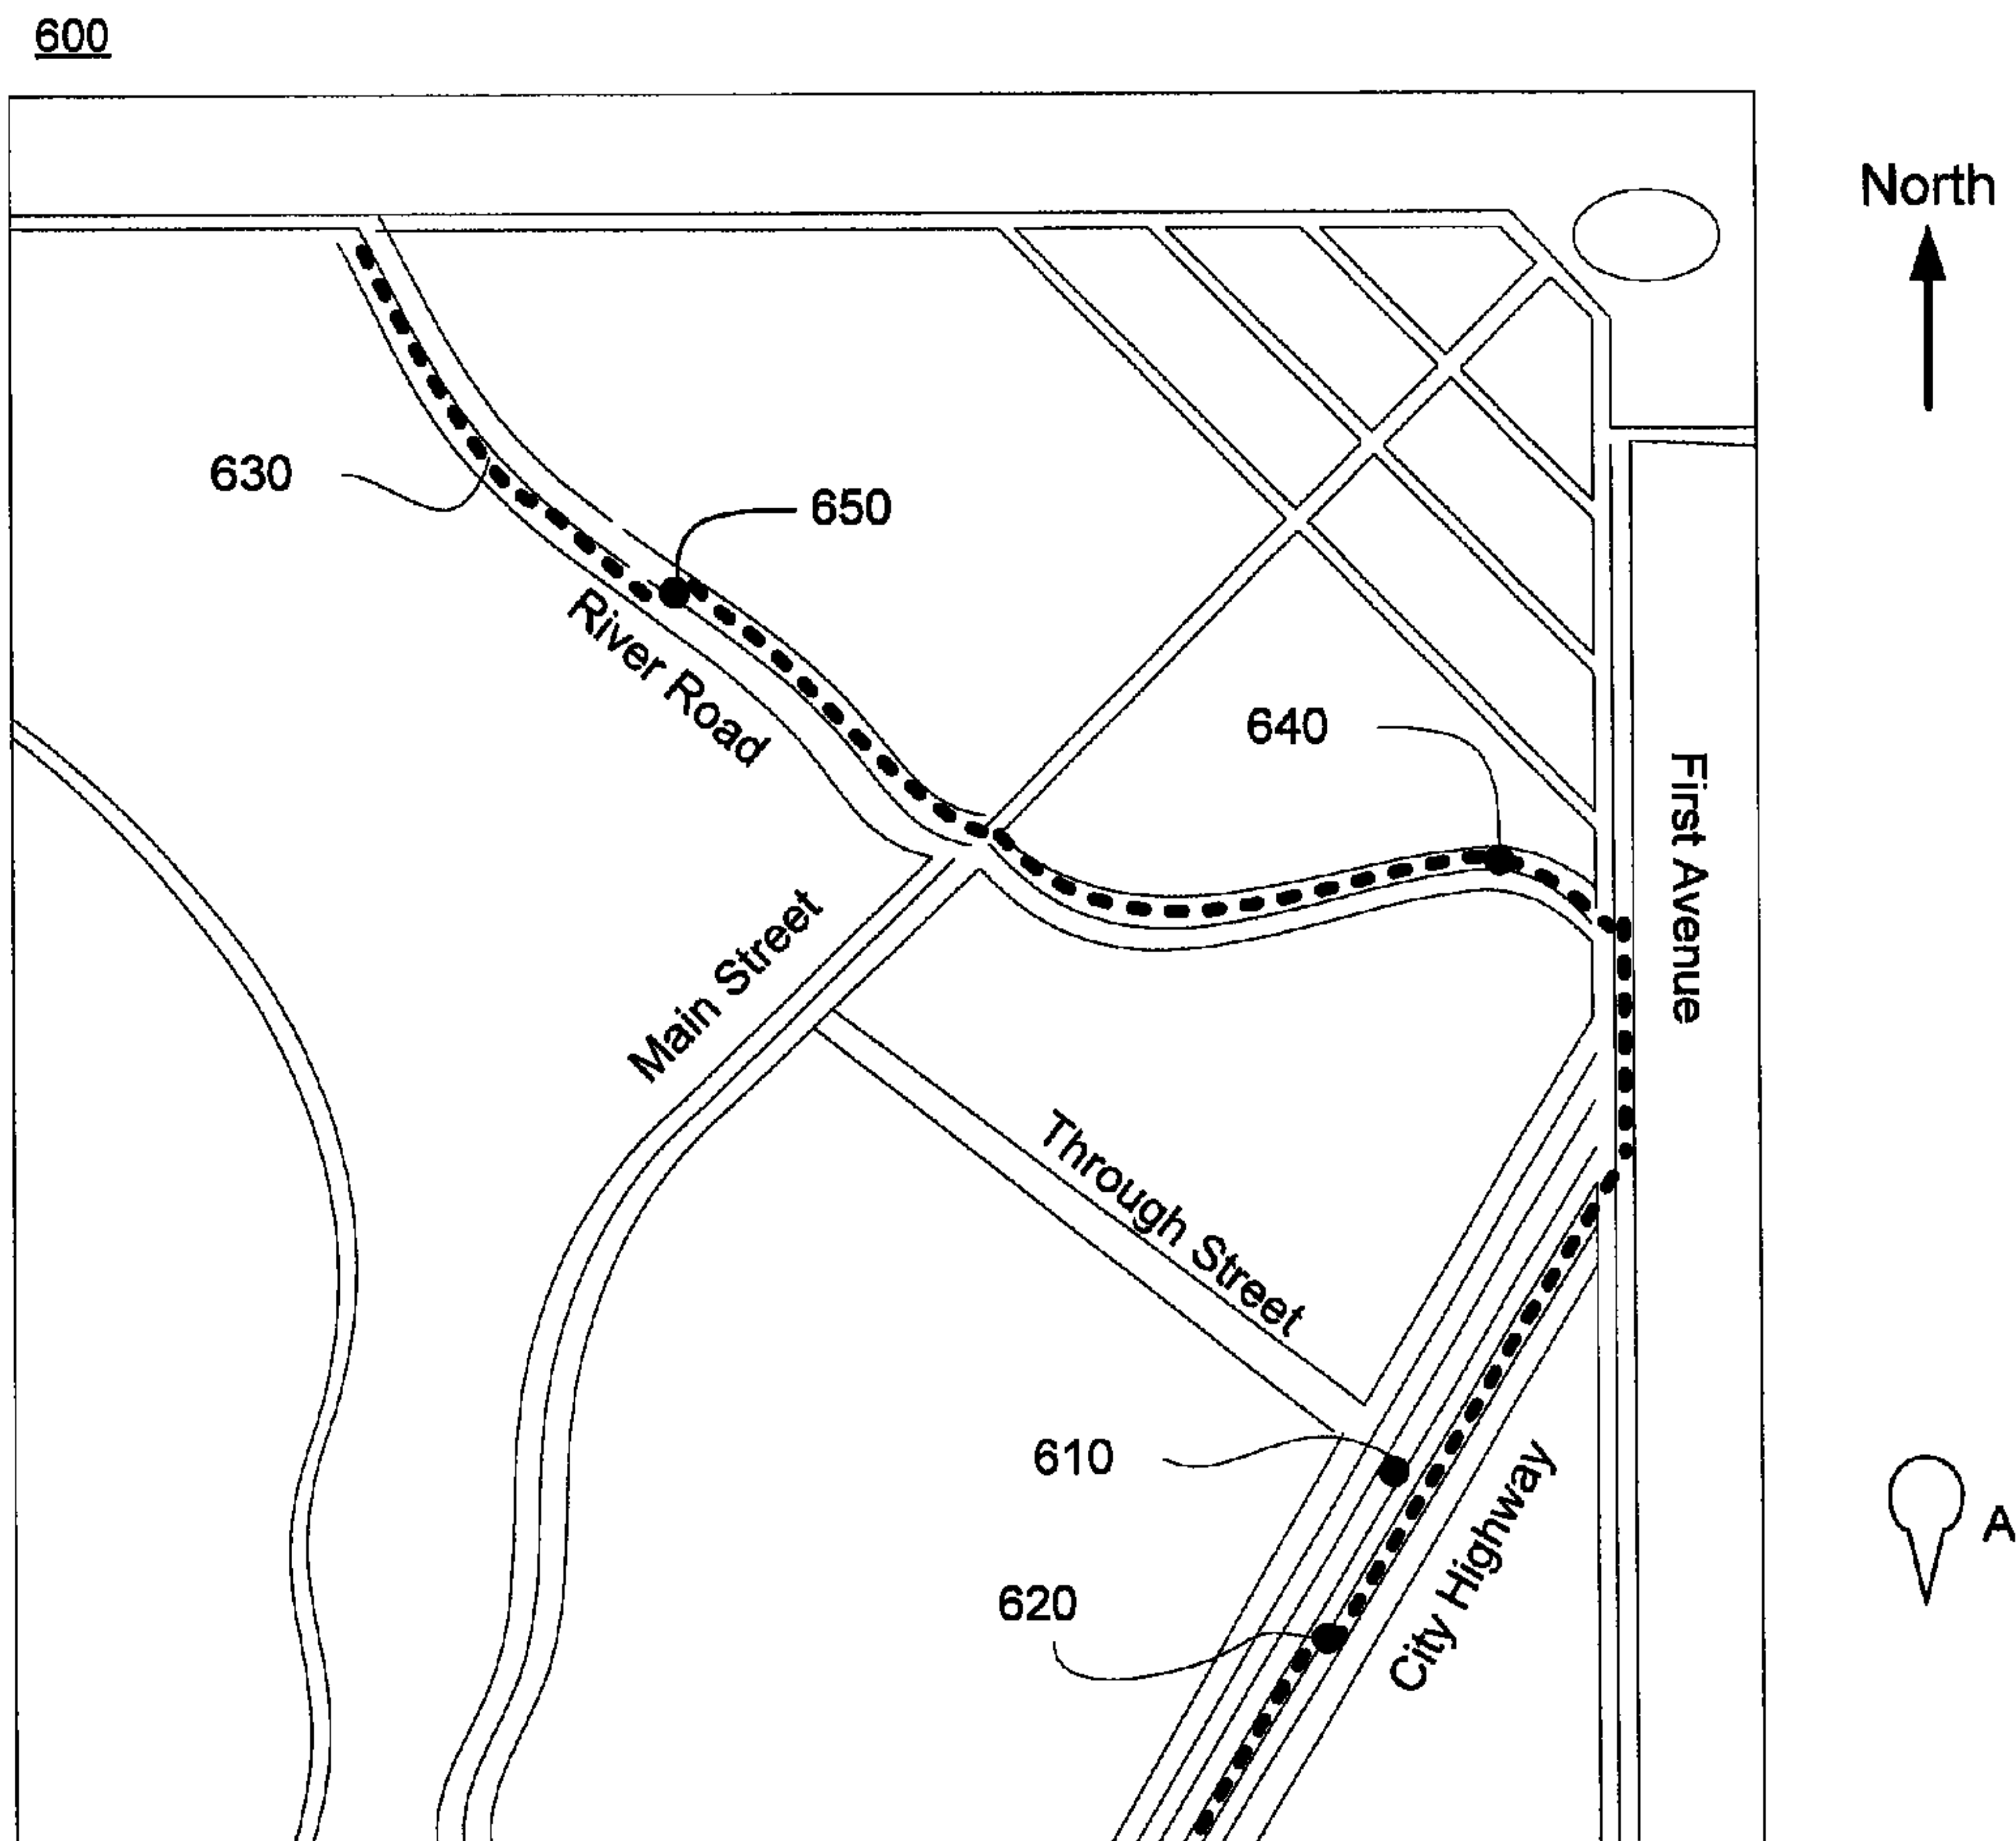 600
North
630
650
River Road
640
First Avenue
Main Street
Through Street
610
City Highway
620
A